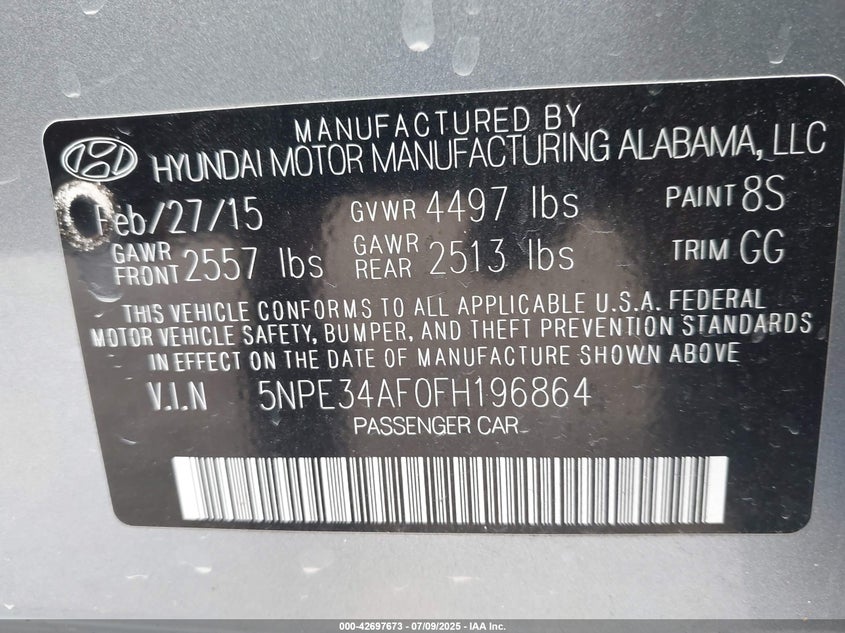 MANUFACTURED BY
HYUNDAI MOTOR MANUFACTURING ALABAMA, LLC
Feb/27/15 GVWR 4497 lbs PAINT 8S
GAWR FRONT 2557 lbs GAWR REAR 2513 lbs TRIM GG
THIS VEHICLE CONFORMS TO ALL APPLICABLE U.S.A. FEDERAL
MOTOR VEHICLE SAFETY, BUMPER, AND THEFT PREVENTION STANDARDS
IN EFFECT ON THE DATE OF MANUFACTURE SHOWN ABOVE
V.I.N 5NPE34AF0FH196864
PASSENGER CAR
000-42697673 - 07/09/2025 - IAA Inc.